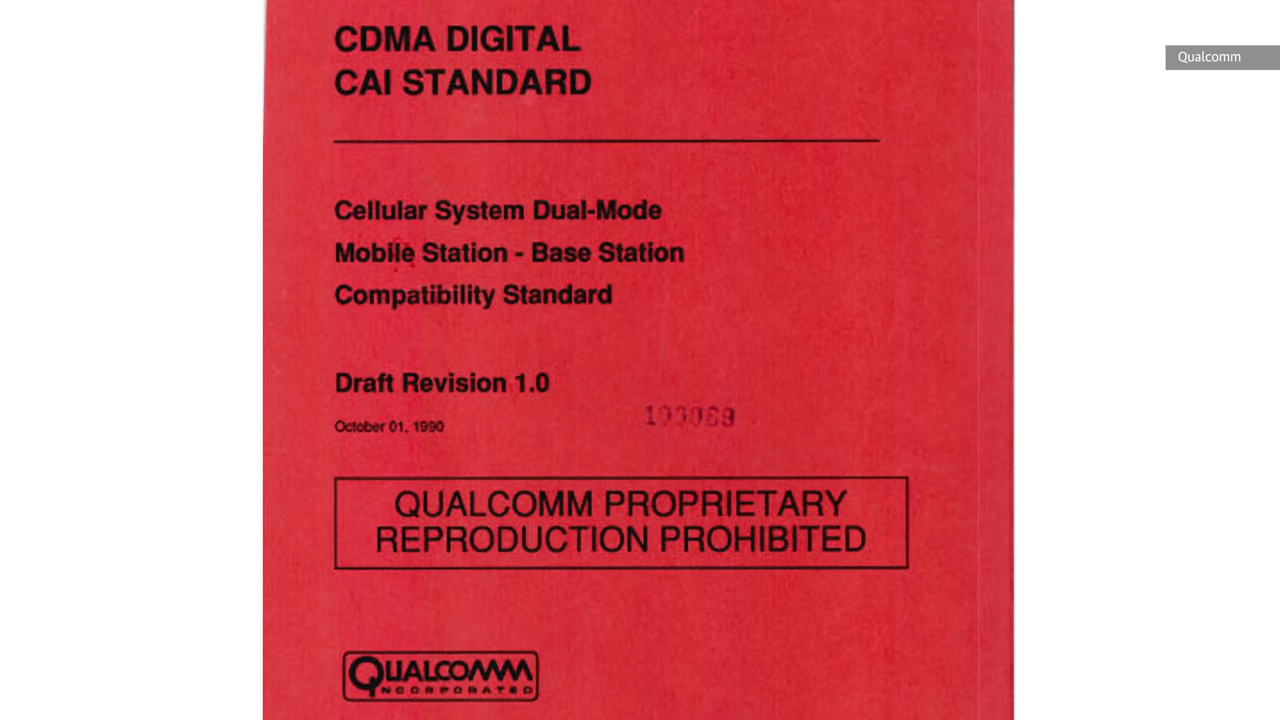 CDMA DIGITAL
CAI STANDARD
Qualcomm
Cellular System Dual-Mode
Mobile Station - Base Station
Compatibility Standard
Draft Revision 1.0
October 01, 1990
QUALCOMM PROPRIETARY
REPRODUCTION PROHIBITED
QUALCOMM
INCORPORATED